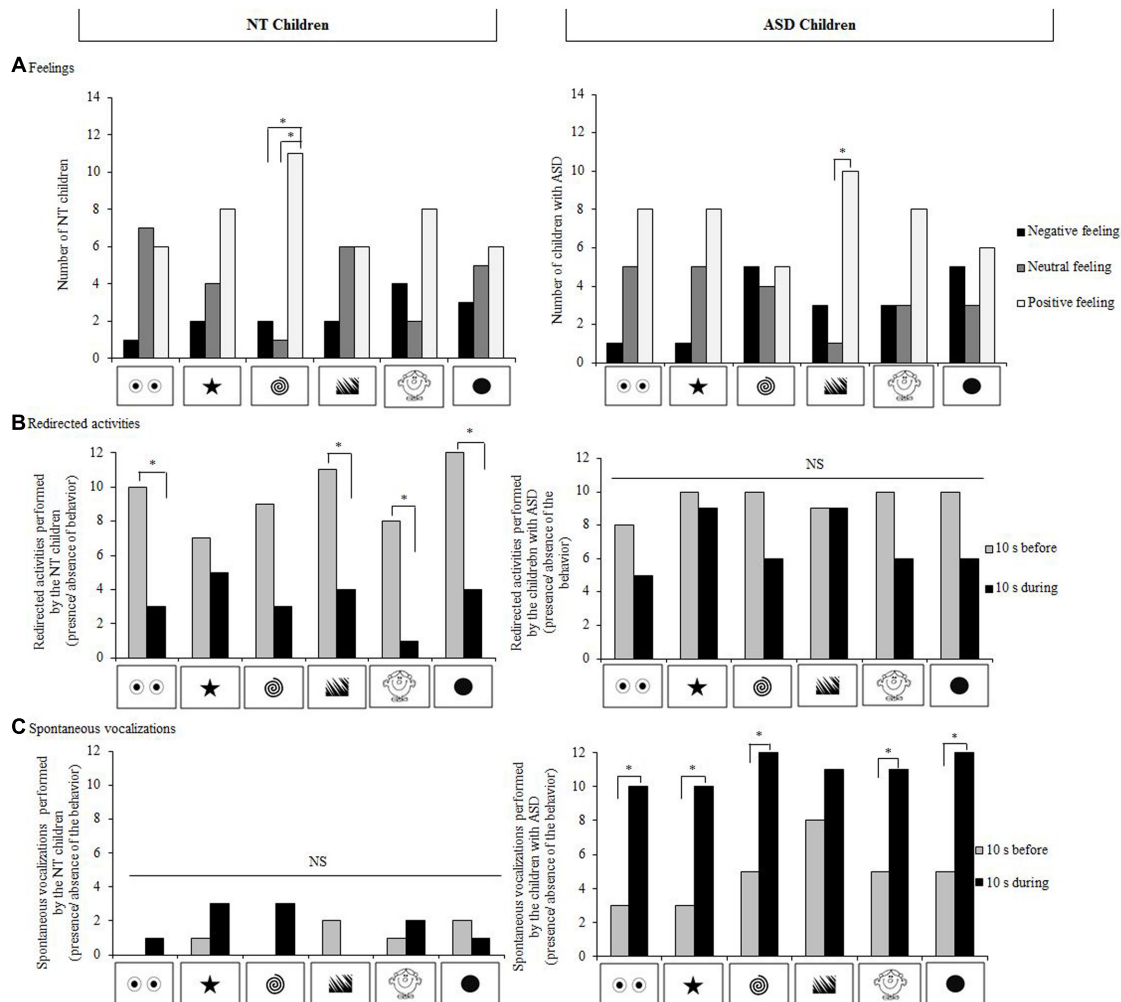 NT Children
ASD Children
A Feelings
14
12
10
8
6
4
2
0
Number of NT children
*
*
14
12
10
8
6
4
2
0
Number of children with ASD
*
Negative feeling
Neutral feeling
Positive feeling
B Redirected activities
12
10
8
6
4
2
0
Redirected activities performed
by the NT children
(presnce/ absence of behavior)
*
*
*
*
12
10
8
6
4
2
0
Redirected activities performed
by the childrebn with ASD
(presence/ absence of the
behavior)
NS
10 s before
10 s during
C Spontaneous vocalizations
12
10
8
6
4
2
0
Spontaneous vocalizations performed
by the NT children
(presence/ absence of the behavior)
NS
12
10
8
6
4
2
0
Spontaneous vocalizations performed
by the children with ASD
(presence/ absence of the behavior)
*
*
*
*
*
10 s before
10 s during